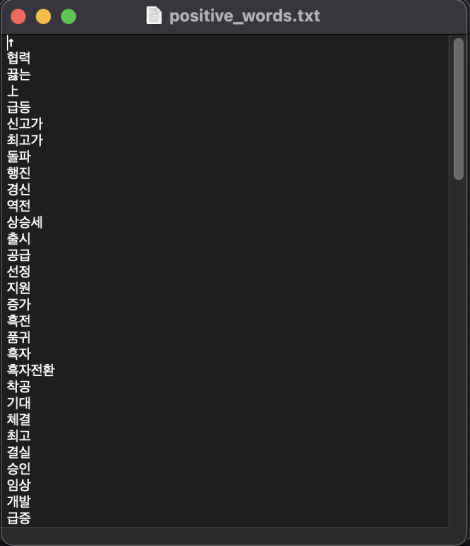 positive_words.txt
↑
협력
끓는
上
급등
신고가
최고가
돌파
행진
경신
역전
상승세
출시
공급
선정
지원
증가
흑전
품귀
흑자
흑자전환
착공
기대
체결
최고
결실
승인
임상
개발
급증